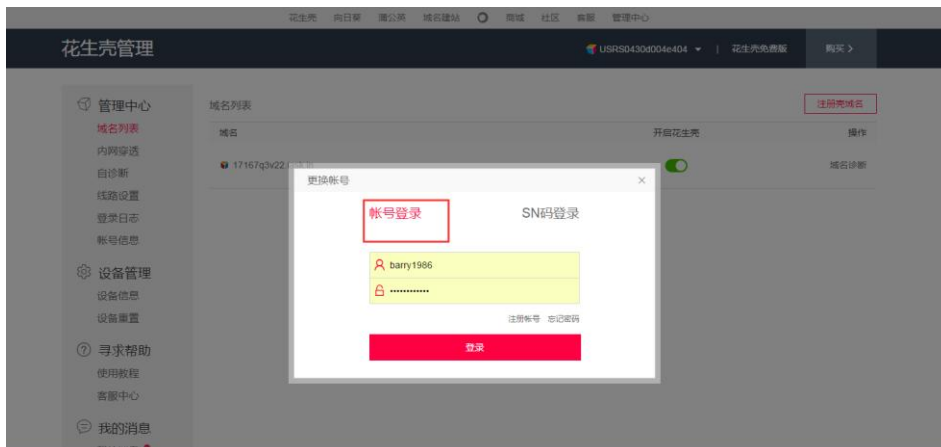 花生壳 向日葵 蒲公英 域名建站 商城 社区 客服 管理中心
花生壳管理 USRS0430d004e404 | 花生壳免费版 购买 >
管理中心
域名列表
内网穿透
自诊断
线路设置
登录日志
帐号信息
设备管理
设备信息
设备重置
寻求帮助
使用教程
客服中心
我的消息
域名列表 注册壳域名
域名 开启花生壳 操作
17167q3v22. 域名诊断
更换帐号 ×
帐号登录 SN码登录
barry1986
••••••••••••
注册帐号 忘记密码
登录